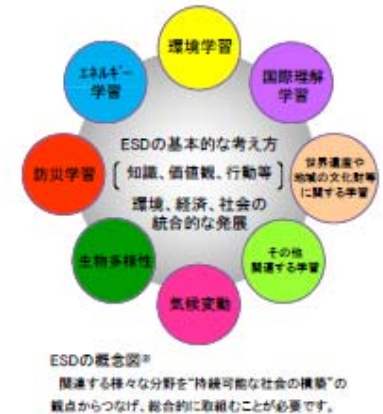 環境学習
エネルギー
学習
国際理解
学習
ESDの基本的な考え方
知識、価値観、行動等
環境、経済、社会の
統合的な発展
防災学習
世界遺産や
地域の文化財等
に関する学習
生物多様性
その他
関連する学習
気候変動
ESDの概念図※
関連する様々な分野を“持続可能な社会の構築”の
観点からつなげ、総合的に取組むことが必要です。